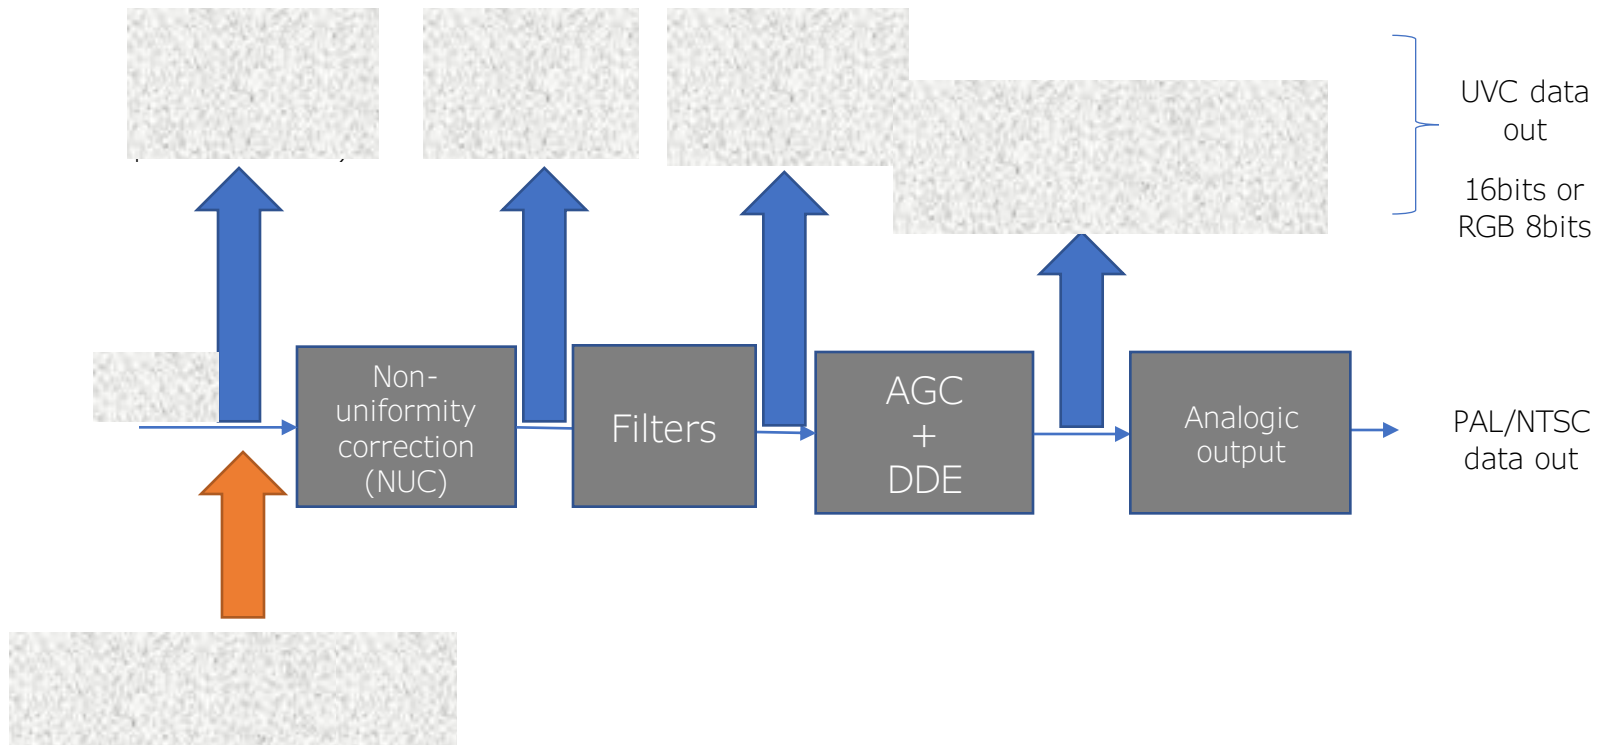 UVC data
out
16bits or
RGB 8bits
Non-
uniformity
correction
(NUC)
Filters
AGC
+
DDE
Analogic
output
PAL/NTSC
data out